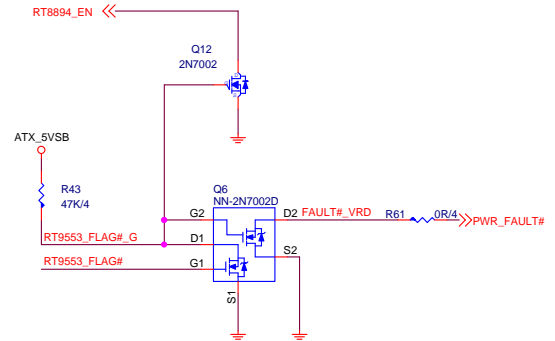 RT8894_EN
Q12
2N7002
ATX_5VSB
R43
47K/4
Q6
NN-2N7002D
G2
D2
FAULT#_VRD
R61
0R/4
PWR_FAULT#
RT9553_FLAG#_G
D1
S2
RT9553_FLAG#
G1
S1